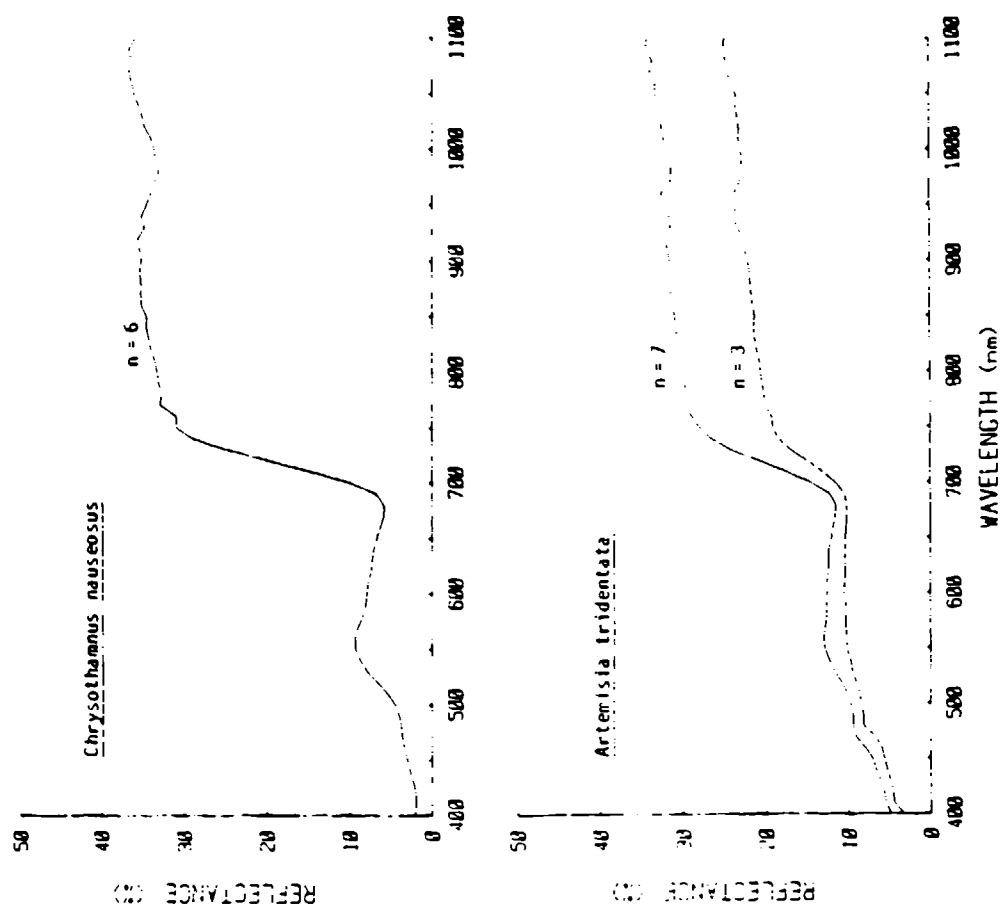 Chrysothamnus nauseosus
n = 6
50
40
30
20
10
0
REFLECTANCE (%)
400 500 600 700 800 900 1000 1100
Artemisia tridentata
n = 7
n = 3
50
40
30
20
10
0
REFLECTANCE (%)
400 500 600 700 800 900 1000 1100
WAVELENGTH (nm)